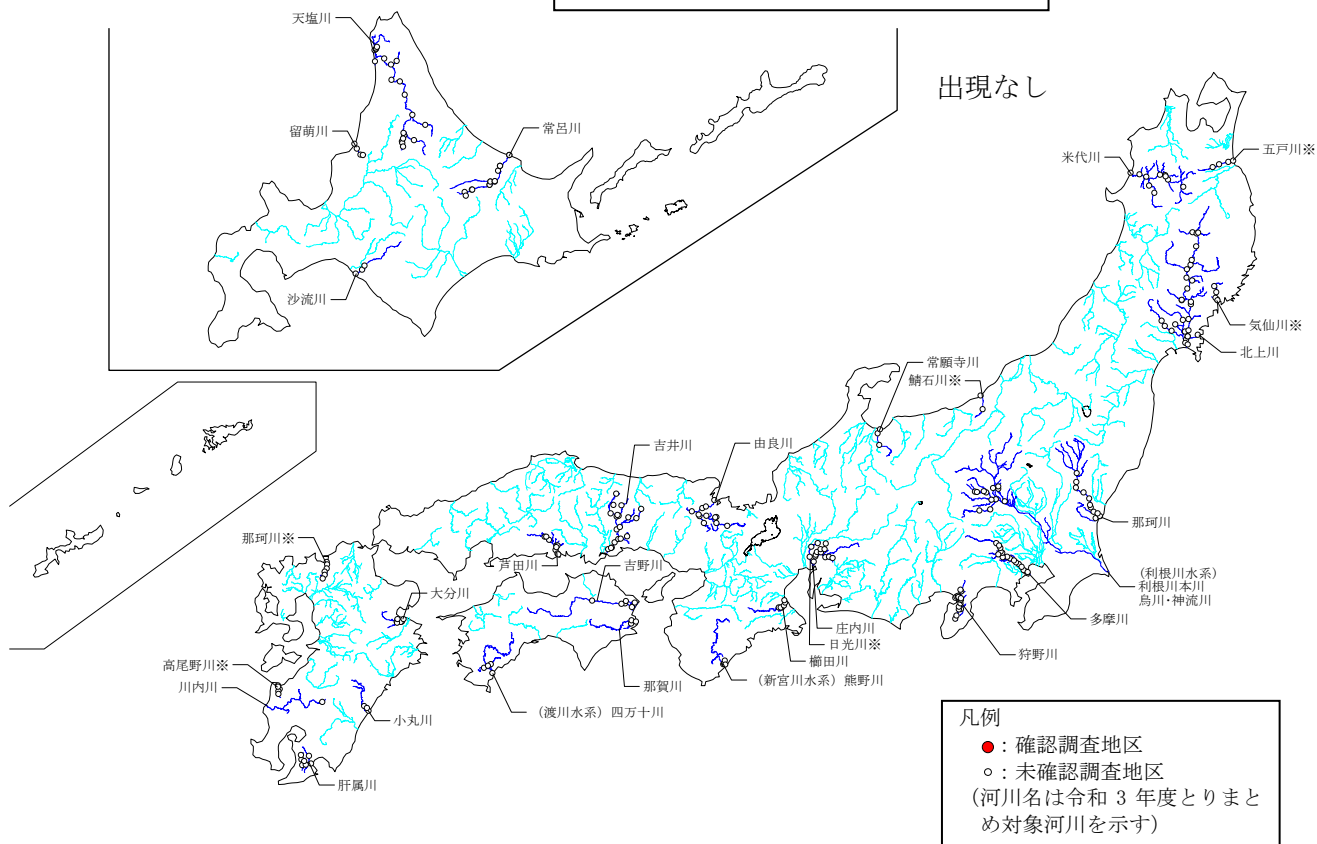 天塩川
出現なし
留萌川
常呂川
米代川
五戸川※
沙流川
気仙川※
北上川
常願寺川
鯖石川※
吉井川
由良川
那珂川
那珂川※
芦田川
吉野川
大分川
(利根川水系)
利根川本川
烏川・神流川
多摩川
庄内川
日光川※
狩野川
櫛田川
高尾野川※
川内川
那賀川
(新宮川水系) 熊野川
小丸川
(渡川水系) 四万十川
肝属川
凡例
：確認調査地区
：未確認調査地区
(河川名は令和 3 年度とりまと
め対象河川を示す)